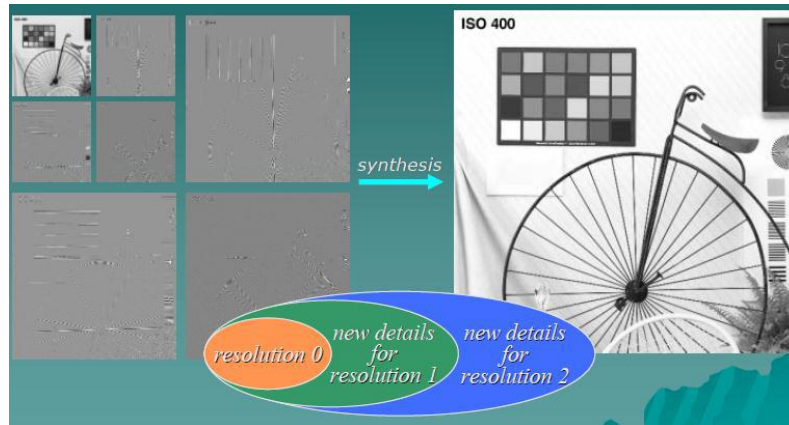 ISO 400
synthesis
resolution 0
new details
for
resolution 1
new details
for
resolution 2